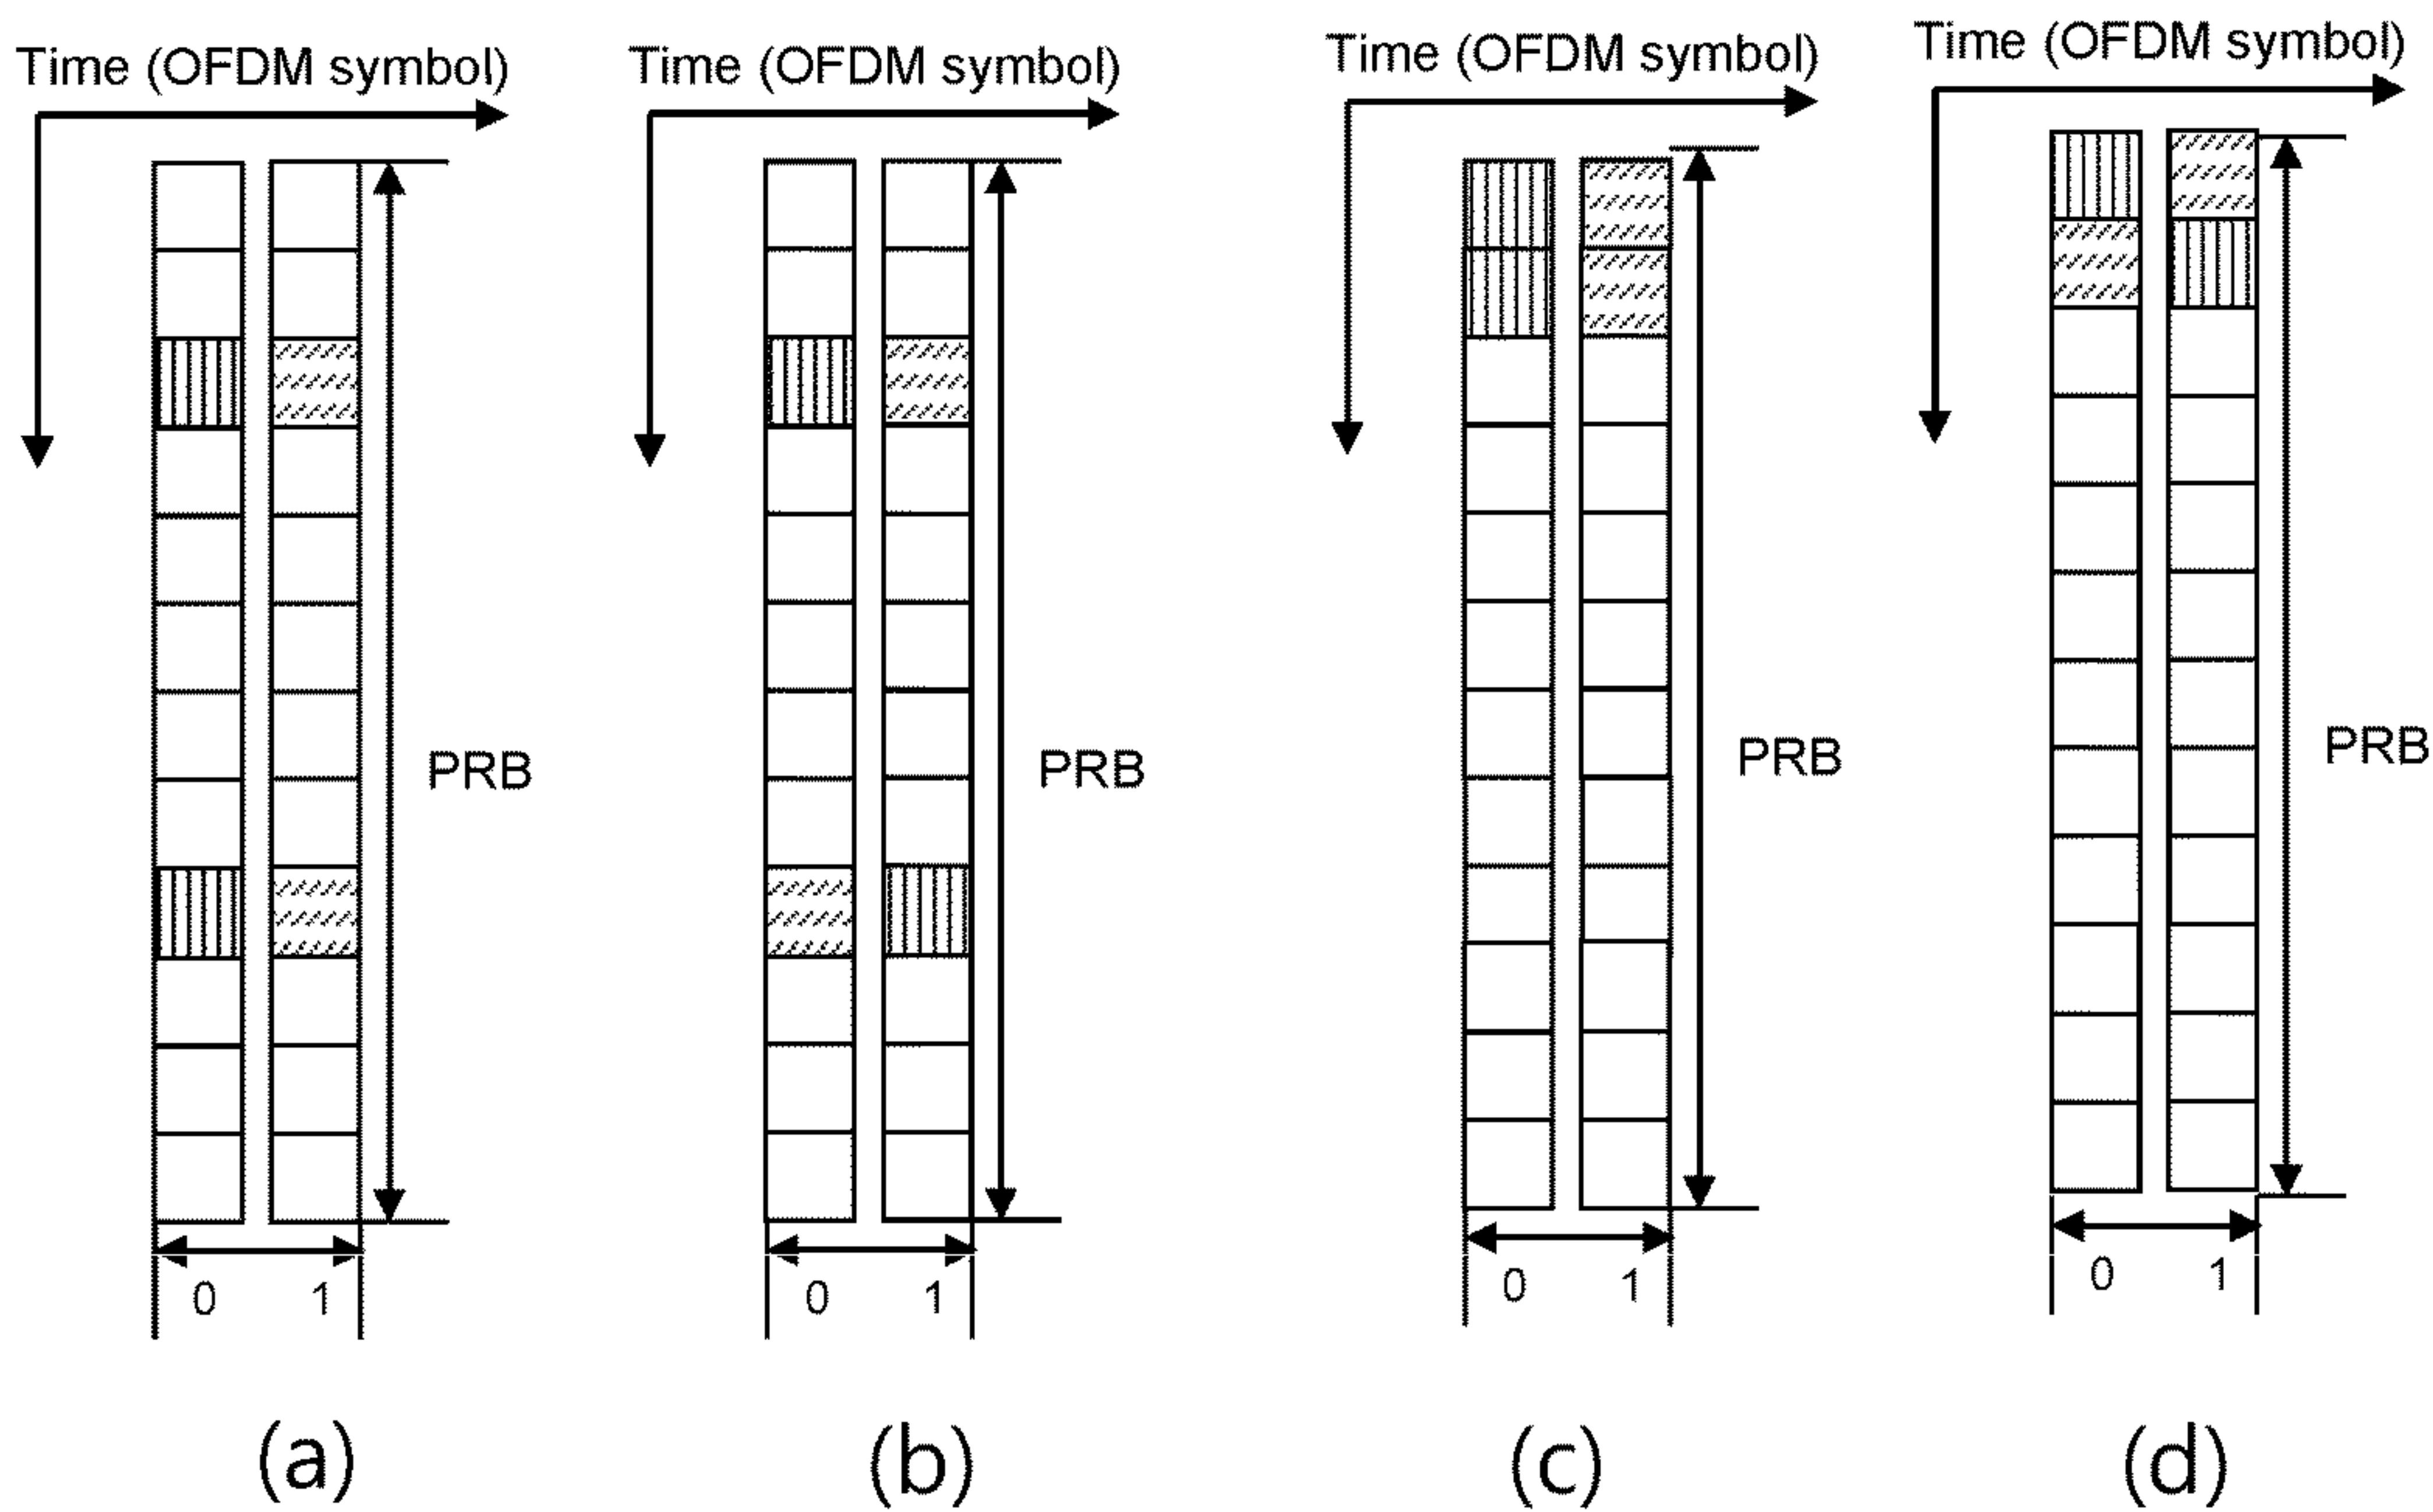 Time (OFDM symbol)
PRB
0 1
(a)
Time (OFDM symbol)
PRB
0 1
(b)
Time (OFDM symbol)
PRB
0 1
(c)
Time (OFDM symbol)
PRB
0 1
(d)